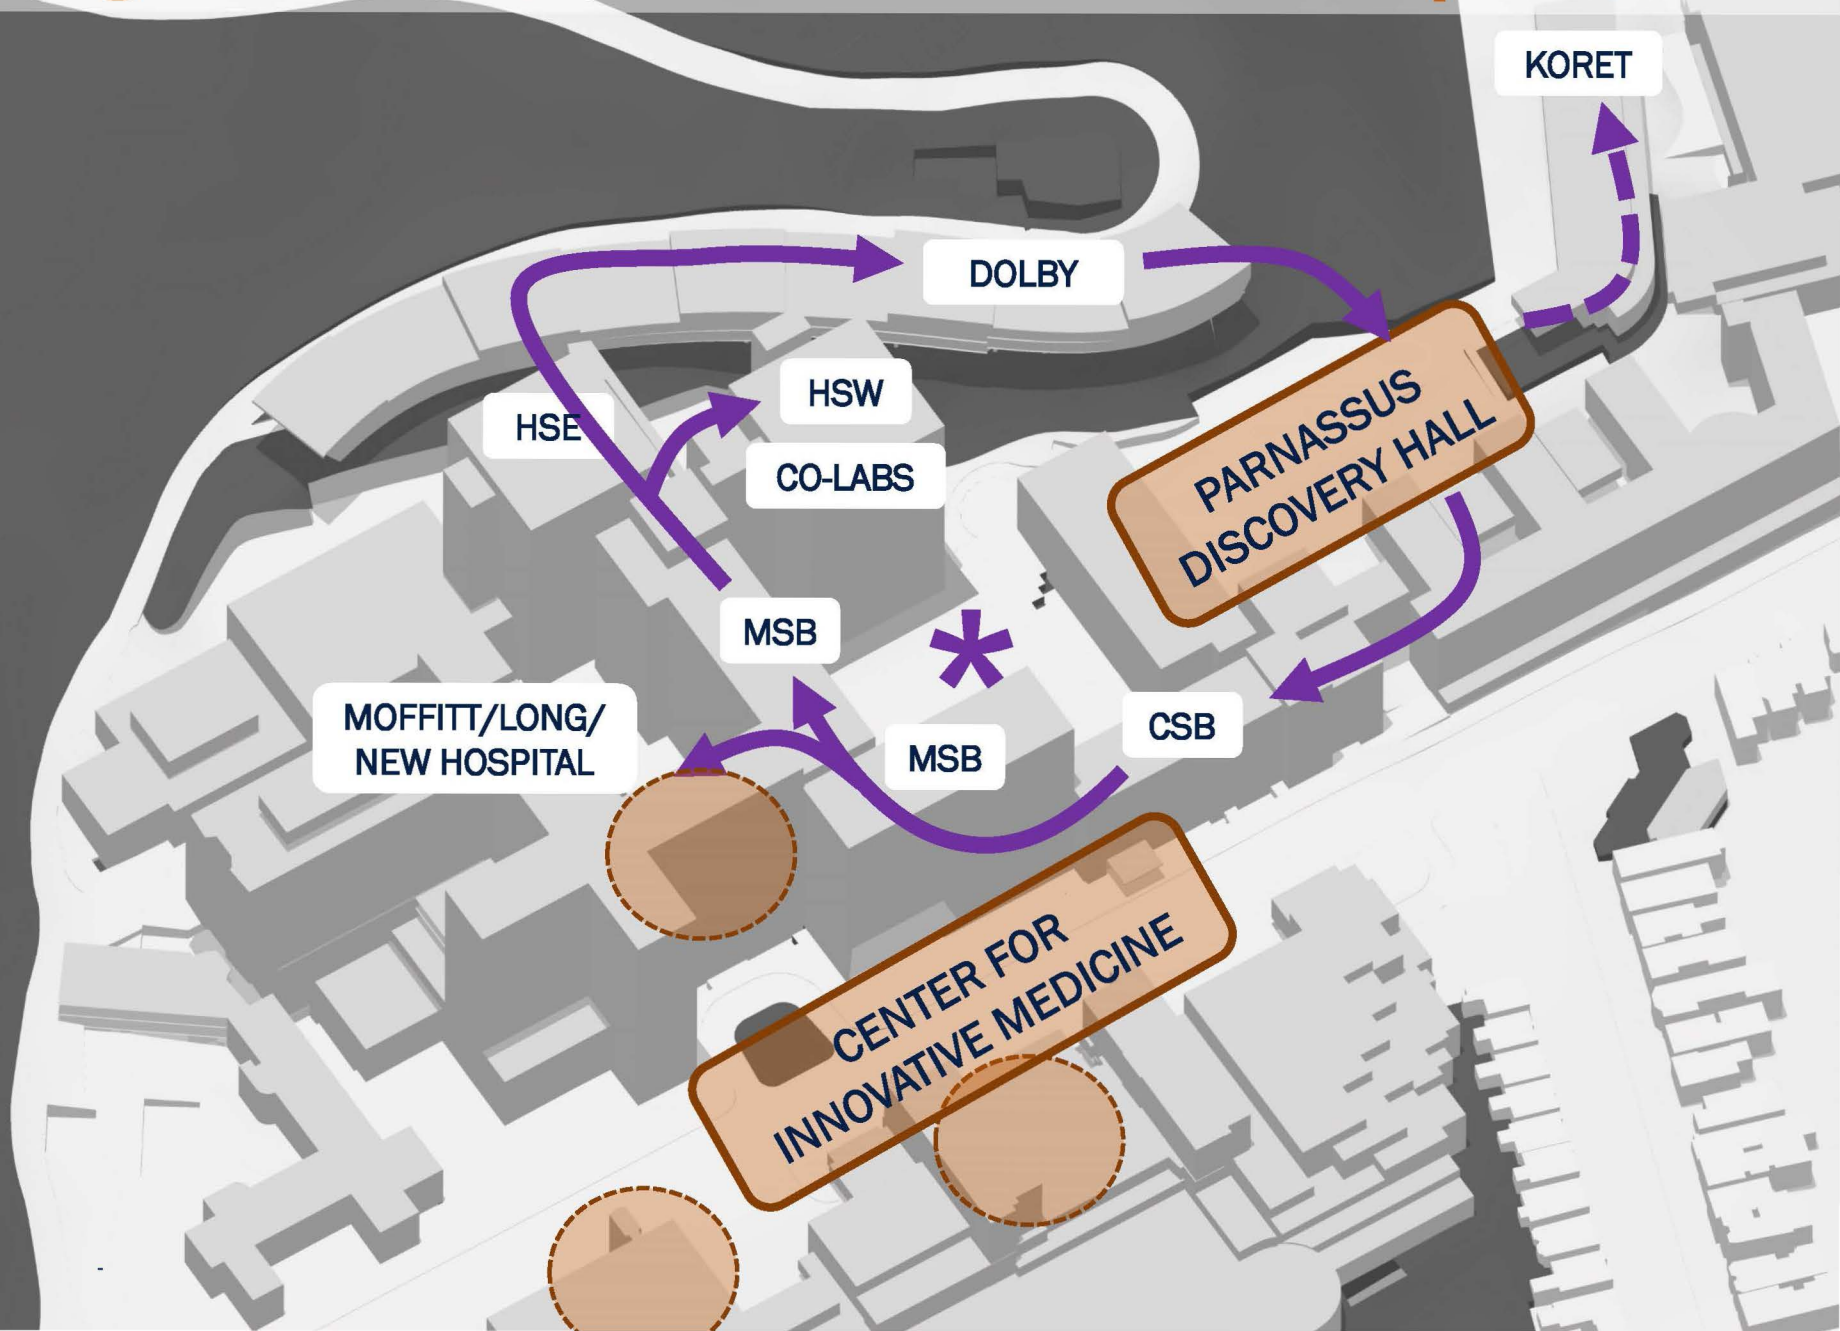 KORET
DOLBY
HSW
HSE
CO-LABS
PARNASSUS
DISCOVERY HALL
MSB
MOFFITT/LONG/
NEW HOSPITAL
CSB
MSB
CENTER FOR
INNOVATIVE MEDICINE